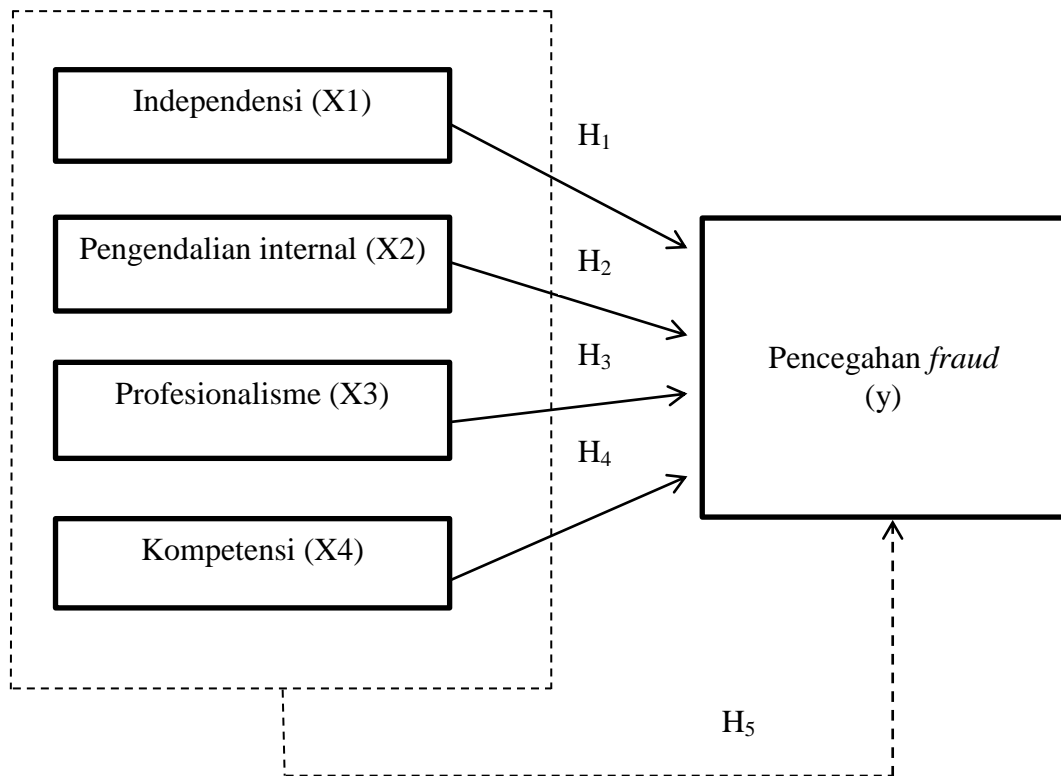 Independensi (X1)
H₁
Pengendalian internal (X2)
H₂
H₃
Profesionalisme (X3)
Pencegahan fraud
(y)
H₄
Kompetensi (X4)
H₅